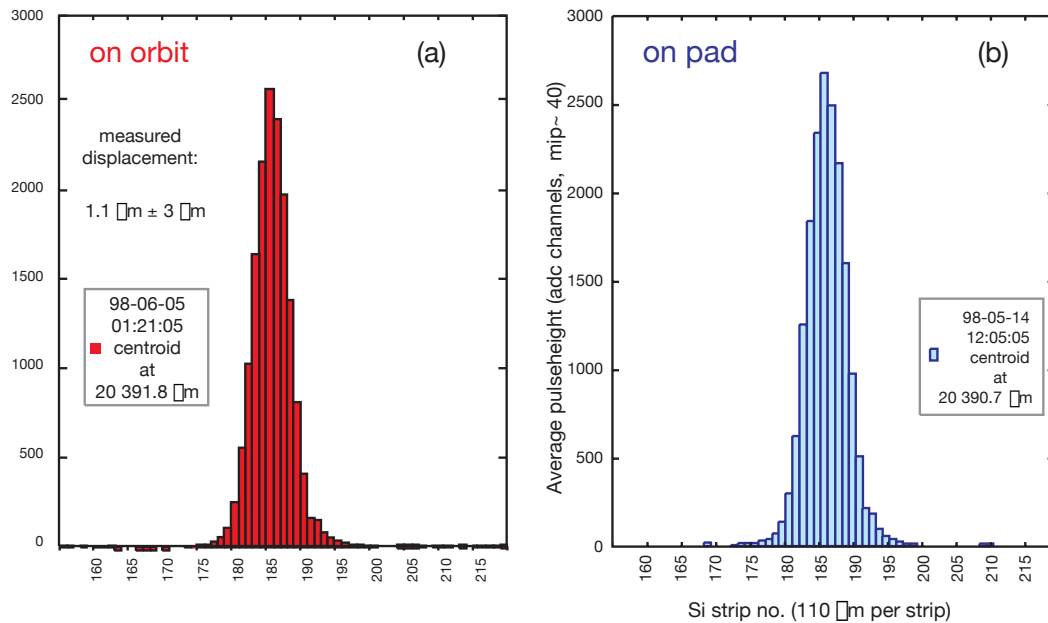 on orbit
(a)
measured
displacement:
1.1 □m ± 3 □m
98-06-05
01:21:05
centroid
at
20 391.8 □m
3000
2500
2000
1500
1000
500
0
160
165
170
175
180
185
190
195
200
205
210
215
on pad
(b)
98-05-14
12:05:05
centroid
at
20 390.7 □m
Average pulseheight (adc channels, mip~ 40)
3000
2500
2000
1500
1000
500
0
160
165
170
175
180
185
190
195
200
205
210
215
Si strip no. (110 □m per strip)